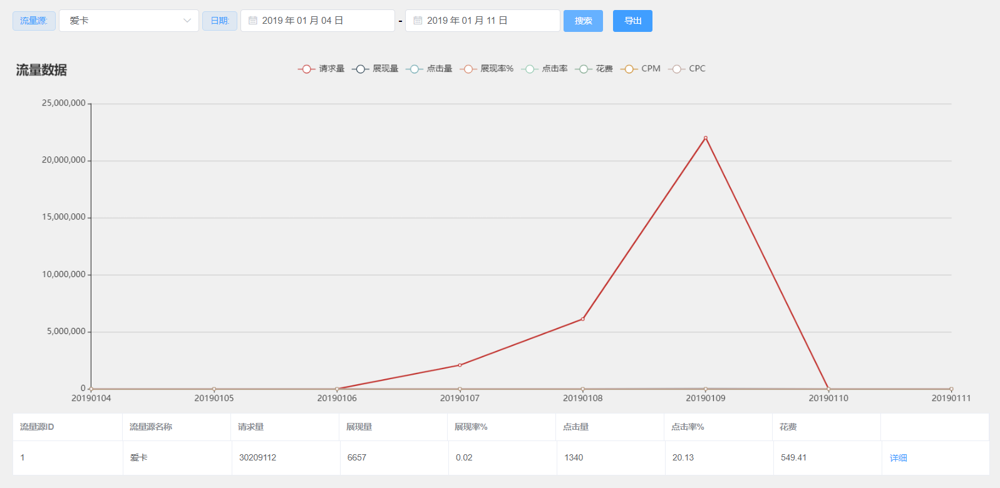 流量源: 爱卡 日期: 2019 年 01 月 04 日 - 2019 年 01 月 11 日 搜索 导出
流量数据 请求量 展现量 点击量 展现率% 点击率 花费 CPM CPC
25,000,000
20,000,000
15,000,000
10,000,000
5,000,000
0
20190104 20190105 20190106 20190107 20190108 20190109 20190110 20190111
流量源ID 流量源名称 请求量 展现量 展现率% 点击量 点击率% 花费
1 爱卡 30209112 6657 0.02 1340 20.13 549.41 详细